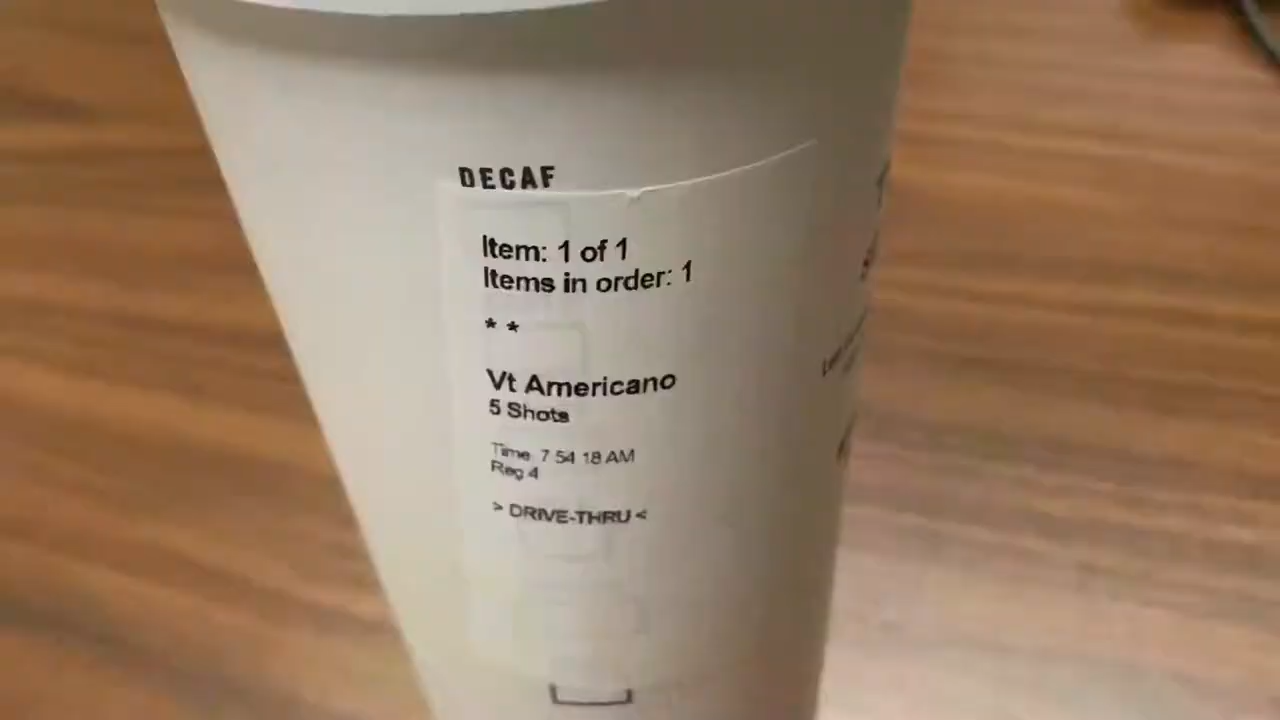 DECAF
Item: 1 of 1
Items in order: 1
* *
Vt Americano
5 Shots
Time: 7 54 18 AM
Reg 4
> DRIVE-THRU <